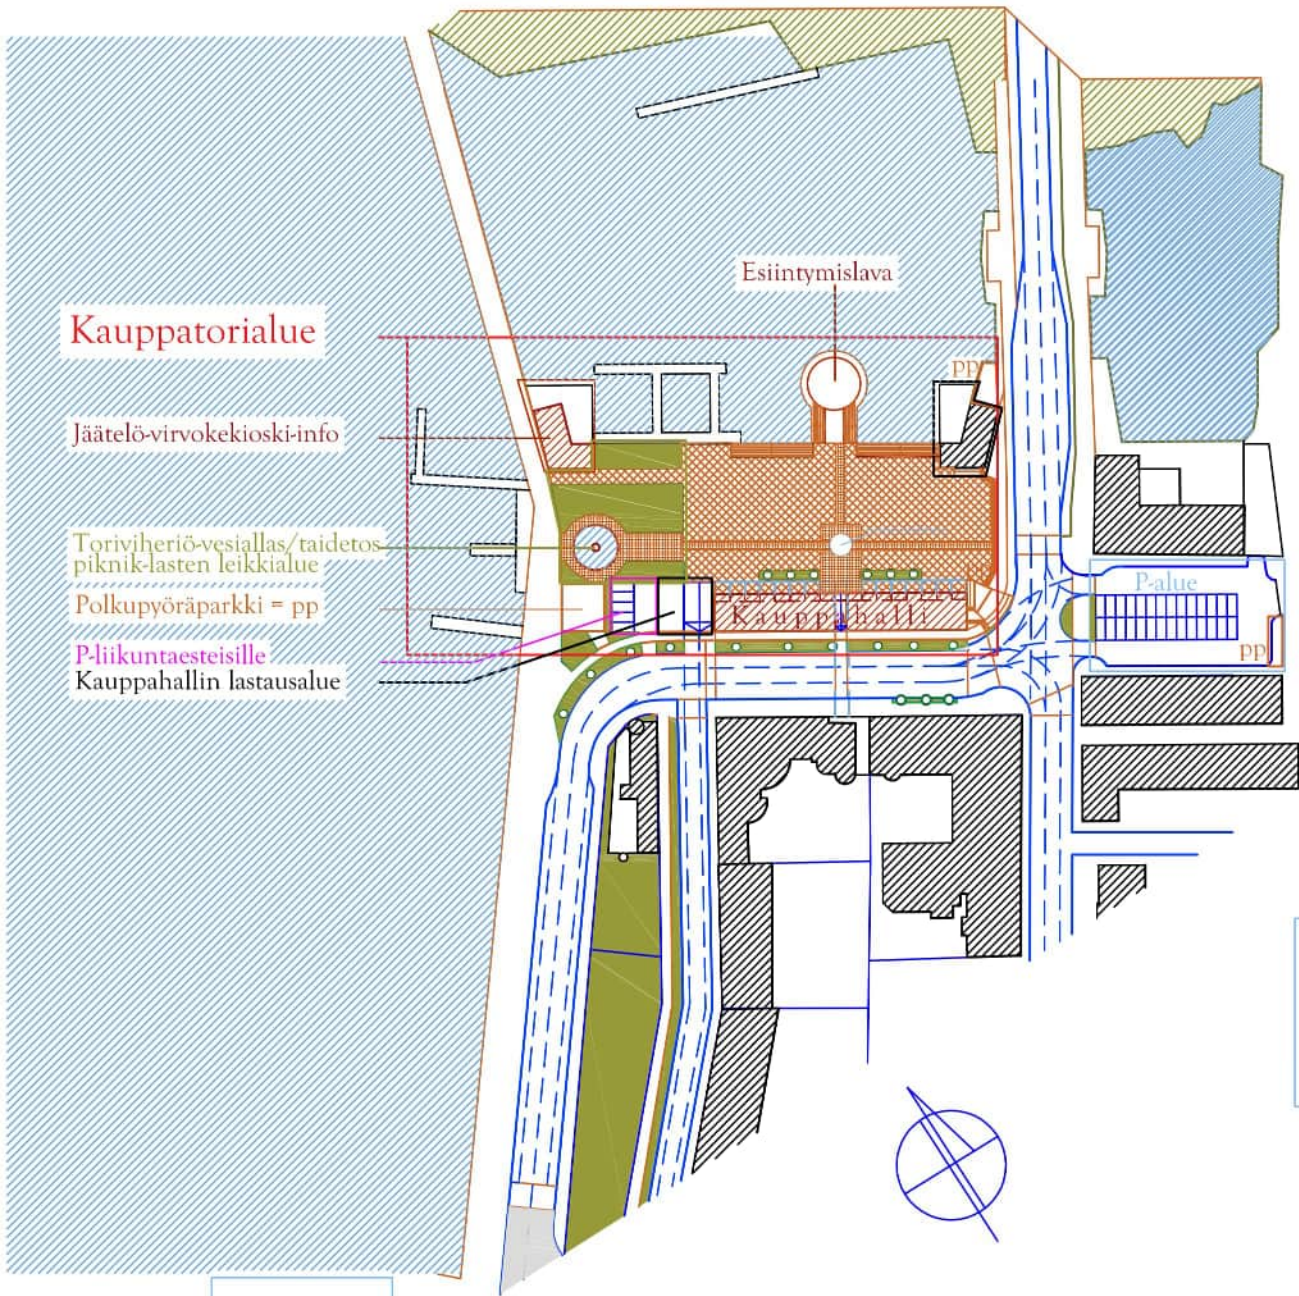 Esiintymislava
Kauppatorialue
pp
Jäätelö-virvokekioski-info
Toriviheriö-vesiallas/taidetos
piknik-lasten leikkialue
Polkupyöräparkki = pp
P-liikuntaesteisille
Kauppahallin lastausalue
Kauppahalli
P-alue
pp